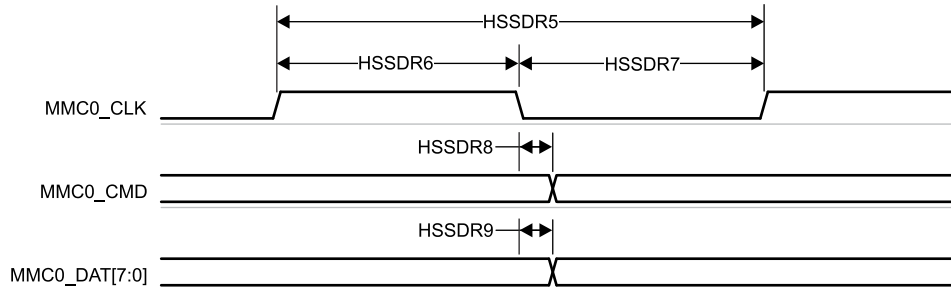 HSSDR5
HSSDR6
HSSDR7
MMC0_CLK
HSSDR8
MMC0_CMD
HSSDR9
MMC0_DAT[7:0]